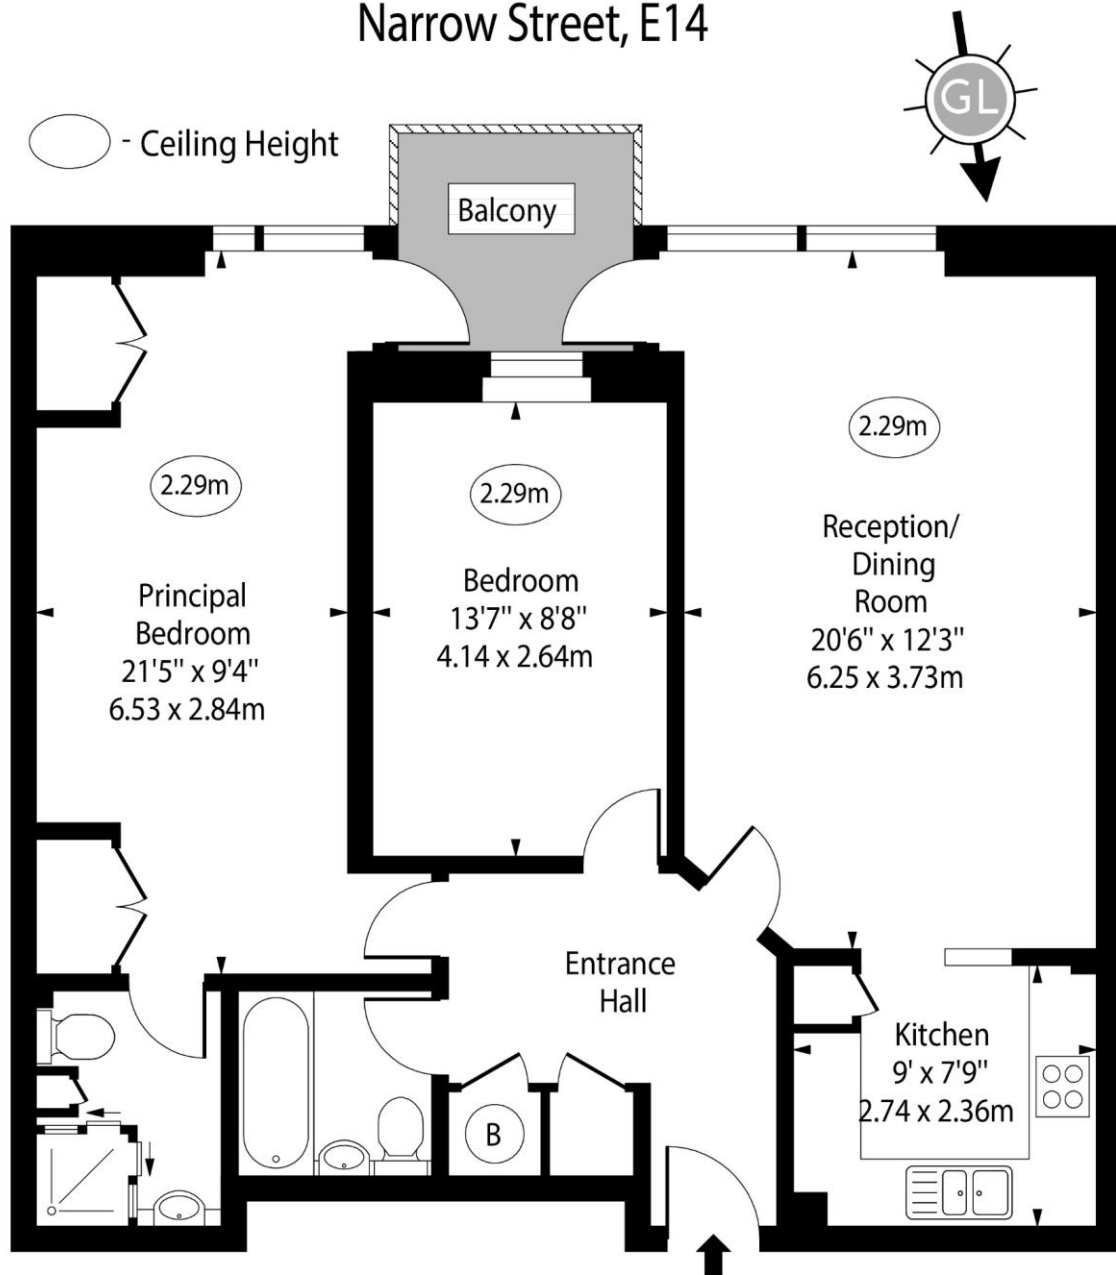 Narrow Street, E14
GL
- Ceiling Height
Balcony
2.29m
2.29m
2.29m
Principal
Bedroom
21'5" x 9'4"
6.53 x 2.84m
Bedroom
13'7" x 8'8"
4.14 x 2.64m
Reception/
Dining
Room
20'6" x 12'3"
6.25 x 3.73m
Entrance
Hall
Kitchen
9' x 7'9"
2.74 x 2.36m
B